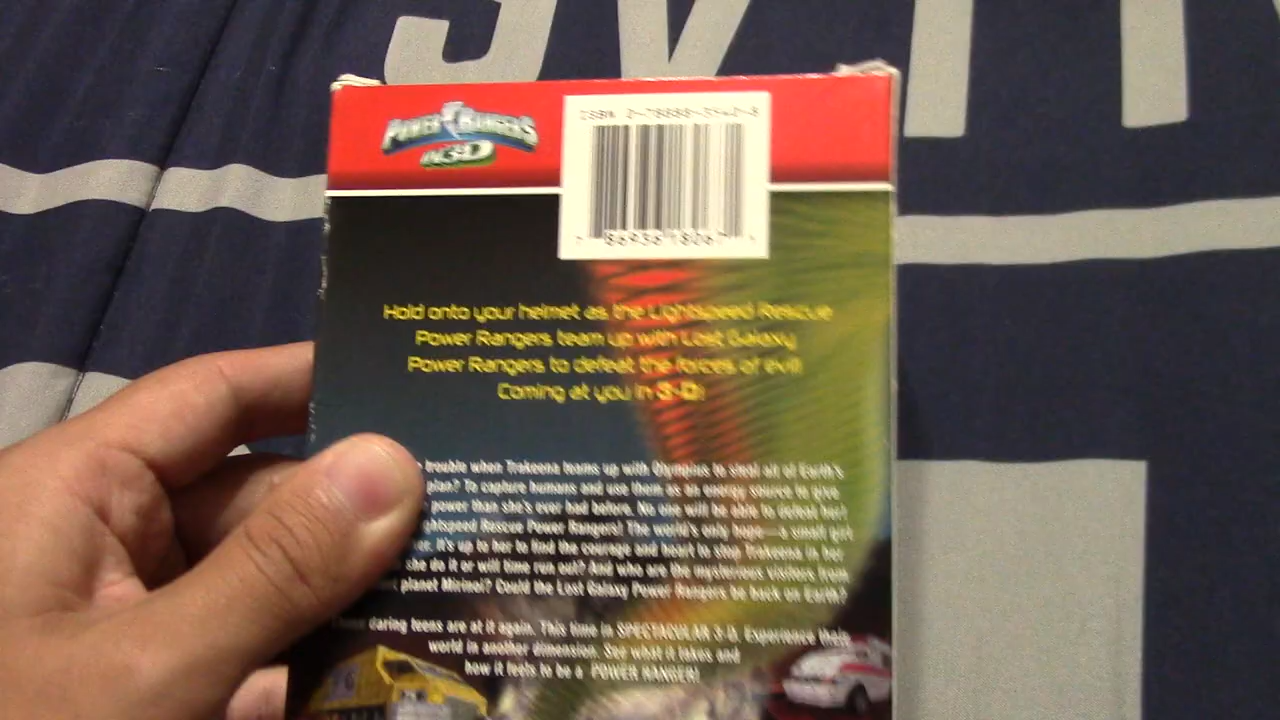 POWER RANGERS
IN 3D
Hold onto your helmet as the Lightspeed Rescue
Power Rangers team up with Lost Galaxy
Power Rangers to defeat the forces of evil!
Coming at you in 3-D!
trouble when Trakeena teams up with Olympius to steal all of Earth's
plan? To capture humans and use them as an energy source to give
power than she's ever had before. No one will be able to defeat her!
ghtspeed Rescue Power Rangers! The world's only hope—a small girl
It's up to her to find the courage and heart to stop Trakeena in her
she do it or will time run out? And who are the mysterious visitors from
planet Mirinoi? Could the Lost Galaxy Power Rangers be back on Earth?
daring teens are at it again. This time in SPECTACULAR 3-D. Experience their
world in another dimension. See what it takes and
how it feels to be a POWER RANGER!